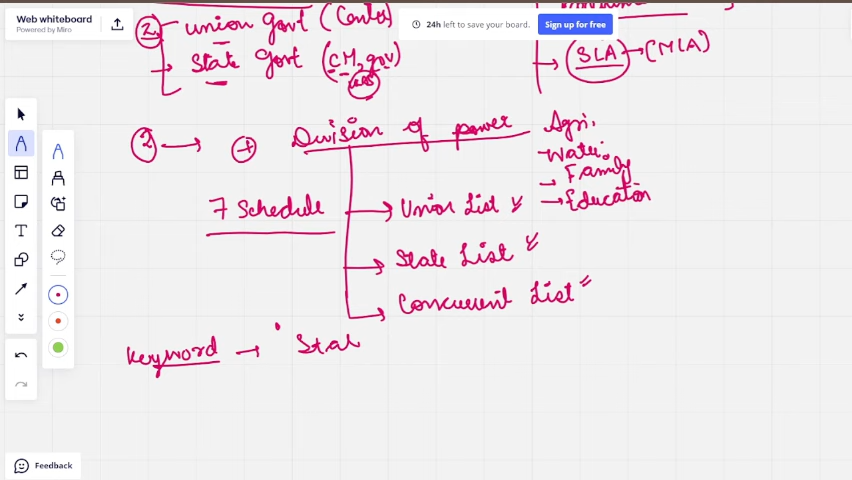 Web whiteboard
Powered by Miro
24h left to save your board.
Sign up for free
2 union Govt (Center)
→ State Govt (CM, gov)
→ SLA → (MLA)
2 → + Division of power
Agri.
- Water.
→ Family
→ Education
7 Schedule
→ Union List
→ State List
→ Concurrent List
Keyword → Stat
T
Feedback